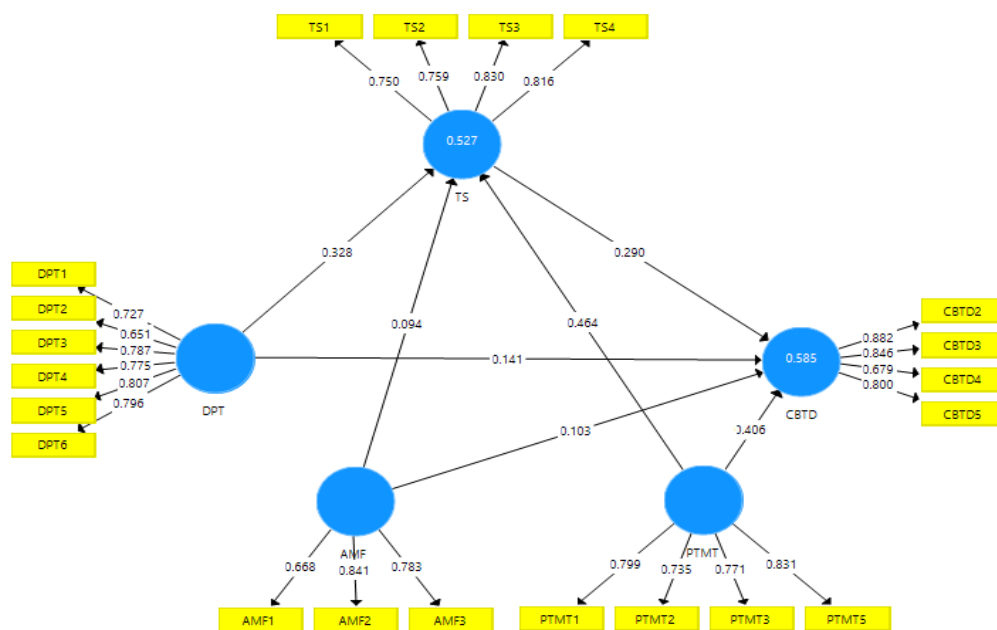 TS1 TS2 TS3 TS4
0.750 0.759 0.830 0.816
0.527
TS
0.328 0.290
DPT1
DPT2
DPT3
DPT4
DPT5
DPT6
0.727
0.651
0.787
0.775
0.807
0.796
DPT
0.094 0.464
0.141
0.103
0.406
0.585
CBTD
0.882
0.846
0.679
0.800
CBTD2
CBTD3
CBTD4
CBTD5
AMF
0.668 0.841 0.783
AMF1 AMF2 AMF3
PTMT
0.799 0.735 0.771 0.831
PTMT1 PTMT2 PTMT3 PTMT5